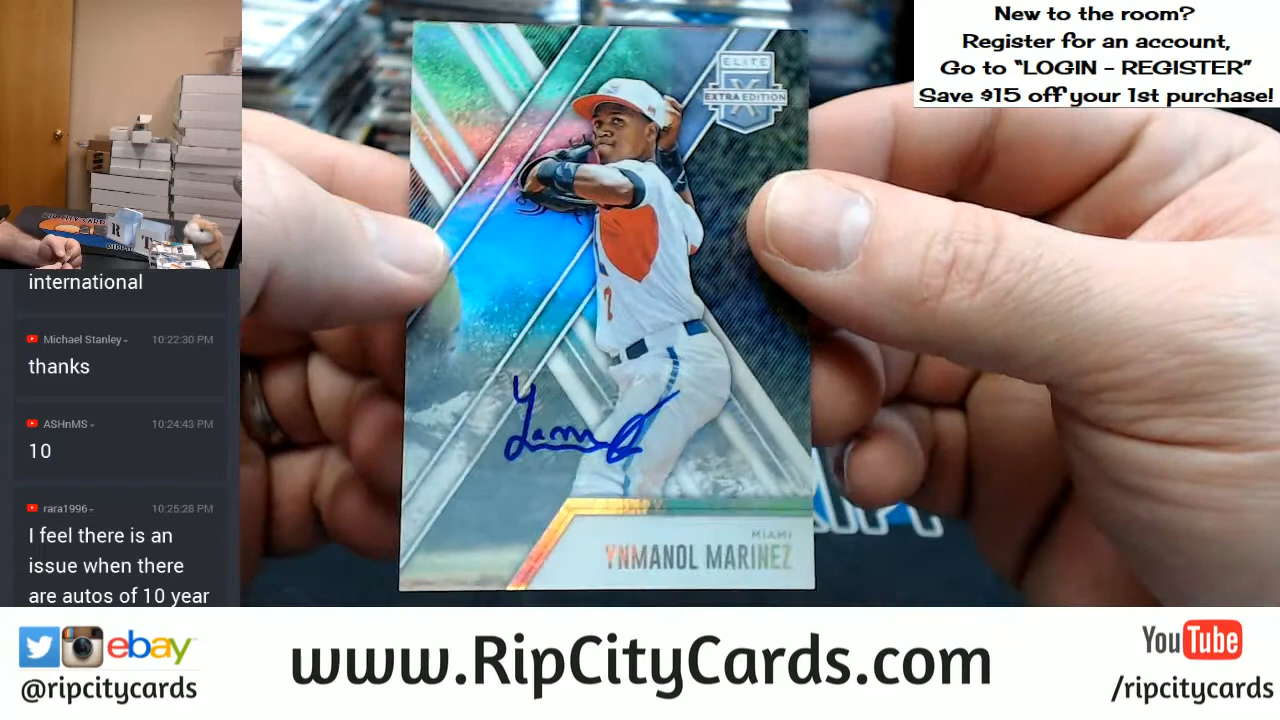 New to the room?
Register for an account,
Go to “LOGIN - REGISTER”
Save $15 off your 1st purchase!
ELITE
X
EXTRA EDITION
7
MIAMI
YNMANOL MARINEZ
R
T
international
Michael Stanley
10:22:30 PM
thanks
ASHnMS
10:24:43 PM
10
rara1996
10:25:28 PM
I feel there is an
issue when there
are autos of 10 year
ebay
@ripcitycards
www.RipCityCards.com
YouTube
/ripcitycards